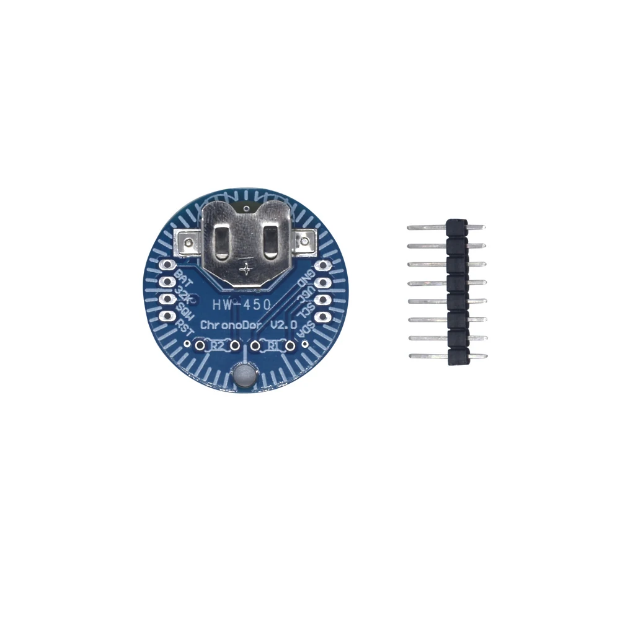 BAT
32K
SQW
RST
GND
VCC
SCL
SDA
HW-450
ChronoDot V2.0
R2
R1